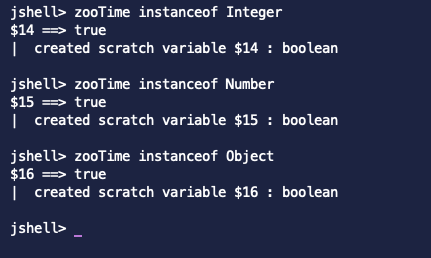 jshell> zooTime instanceof Integer
$14 ==> true
|  created scratch variable $14 : boolean
jshell> zooTime instanceof Number
$15 ==> true
|  created scratch variable $15 : boolean
jshell> zooTime instanceof Object
$16 ==> true
|  created scratch variable $16 : boolean
jshell> _